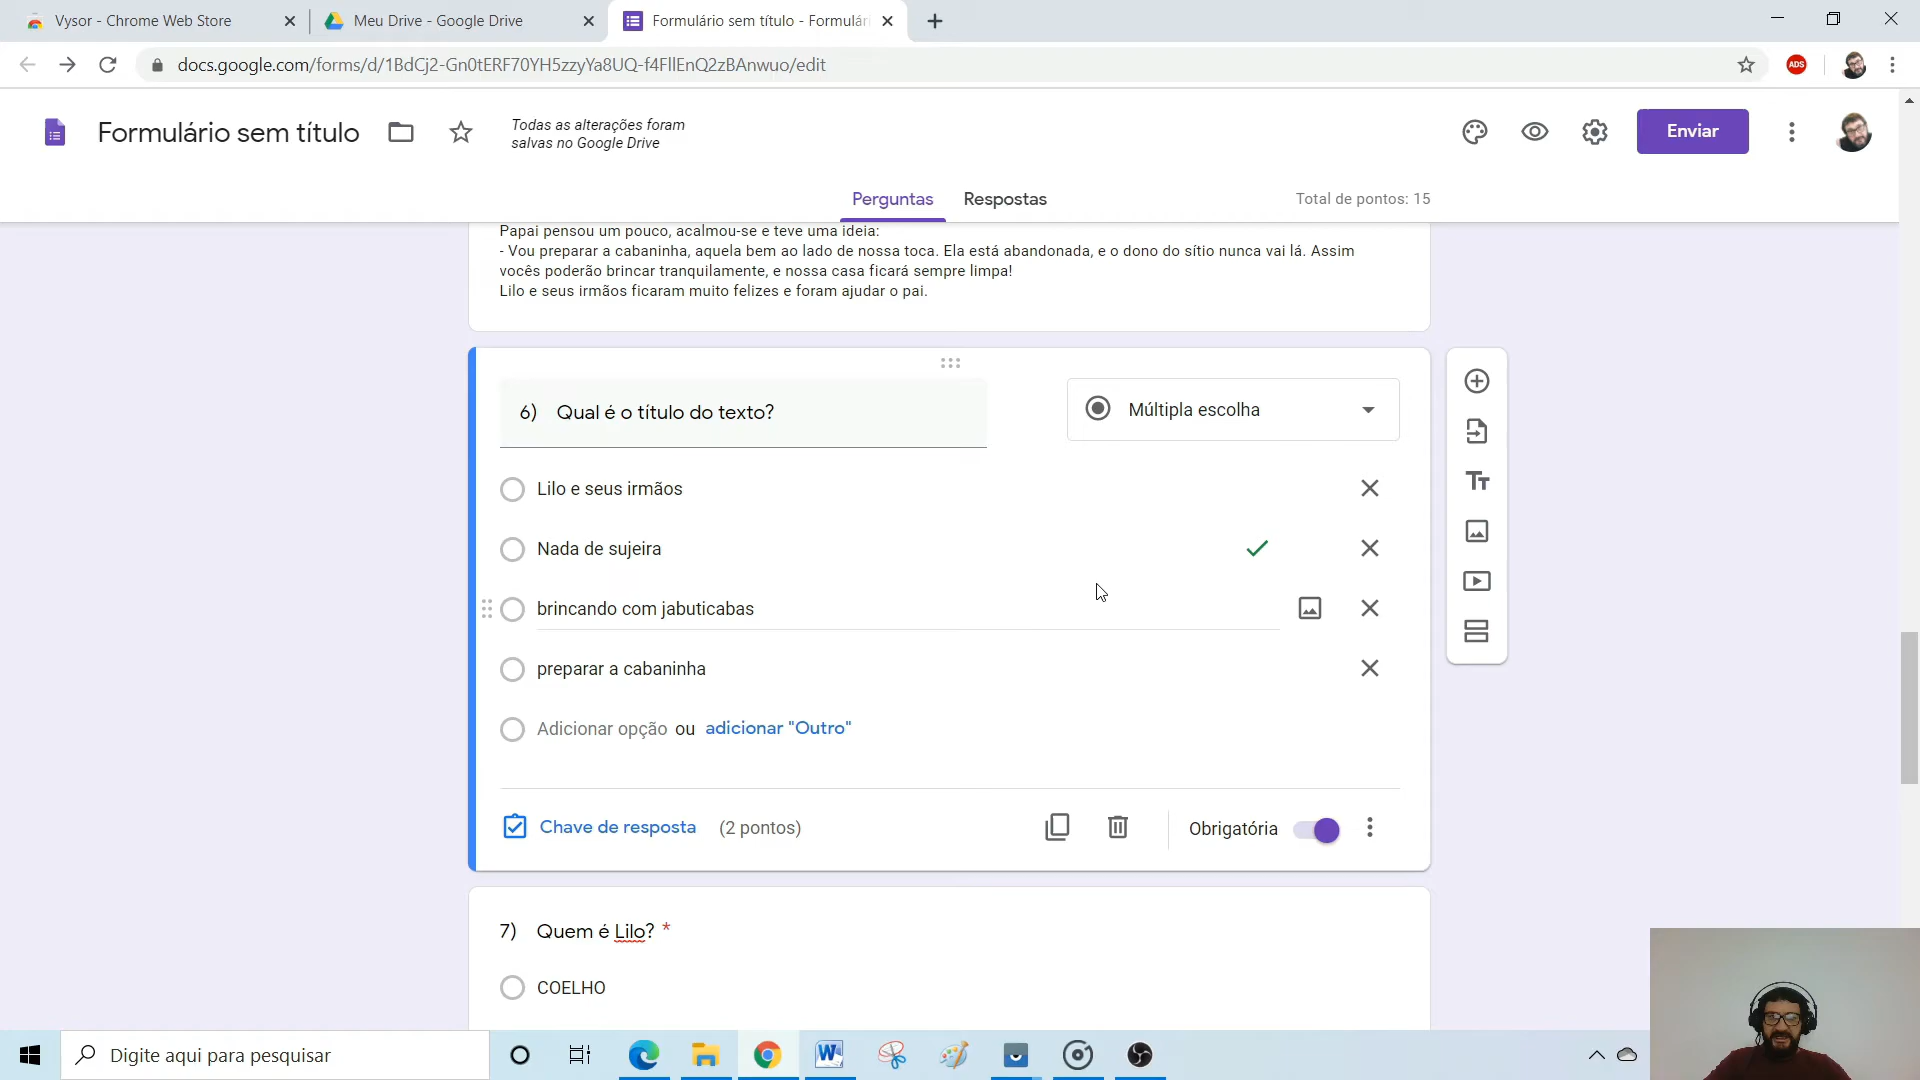 Vysor - Chrome Web Store
Meu Drive - Google Drive
Formulário sem título - Formulár
docs.google.com/forms/d/1BdCj2-Gn0tERF70YH5zzyYa8UQ-f4FllEnQ2zBAnwuo/edit
ADS
Formulário sem título
Todas as alterações foram
salvas no Google Drive
Enviar
Perguntas
Respostas
Total de pontos: 15
Papai pensou um pouco, acalmou-se e teve uma ideia:
- Vou preparar a cabaninha, aquela bem ao lado de nossa toca. Ela está abandonada, e o dono do sítio nunca vai lá. Assim
vocês poderão brincar tranquilamente, e nossa casa ficará sempre limpa!
Lilo e seus irmãos ficaram muito felizes e foram ajudar o pai.
6) Qual é o título do texto?
Múltipla escolha
Lilo e seus irmãos
Nada de sujeira
brincando com jabuticabas
preparar a cabaninha
Adicionar opção ou adicionar "Outro"
Chave de resposta (2 pontos)
Obrigatória
7) Quem é Lilo? *
COELHO
Digite aqui para pesquisar